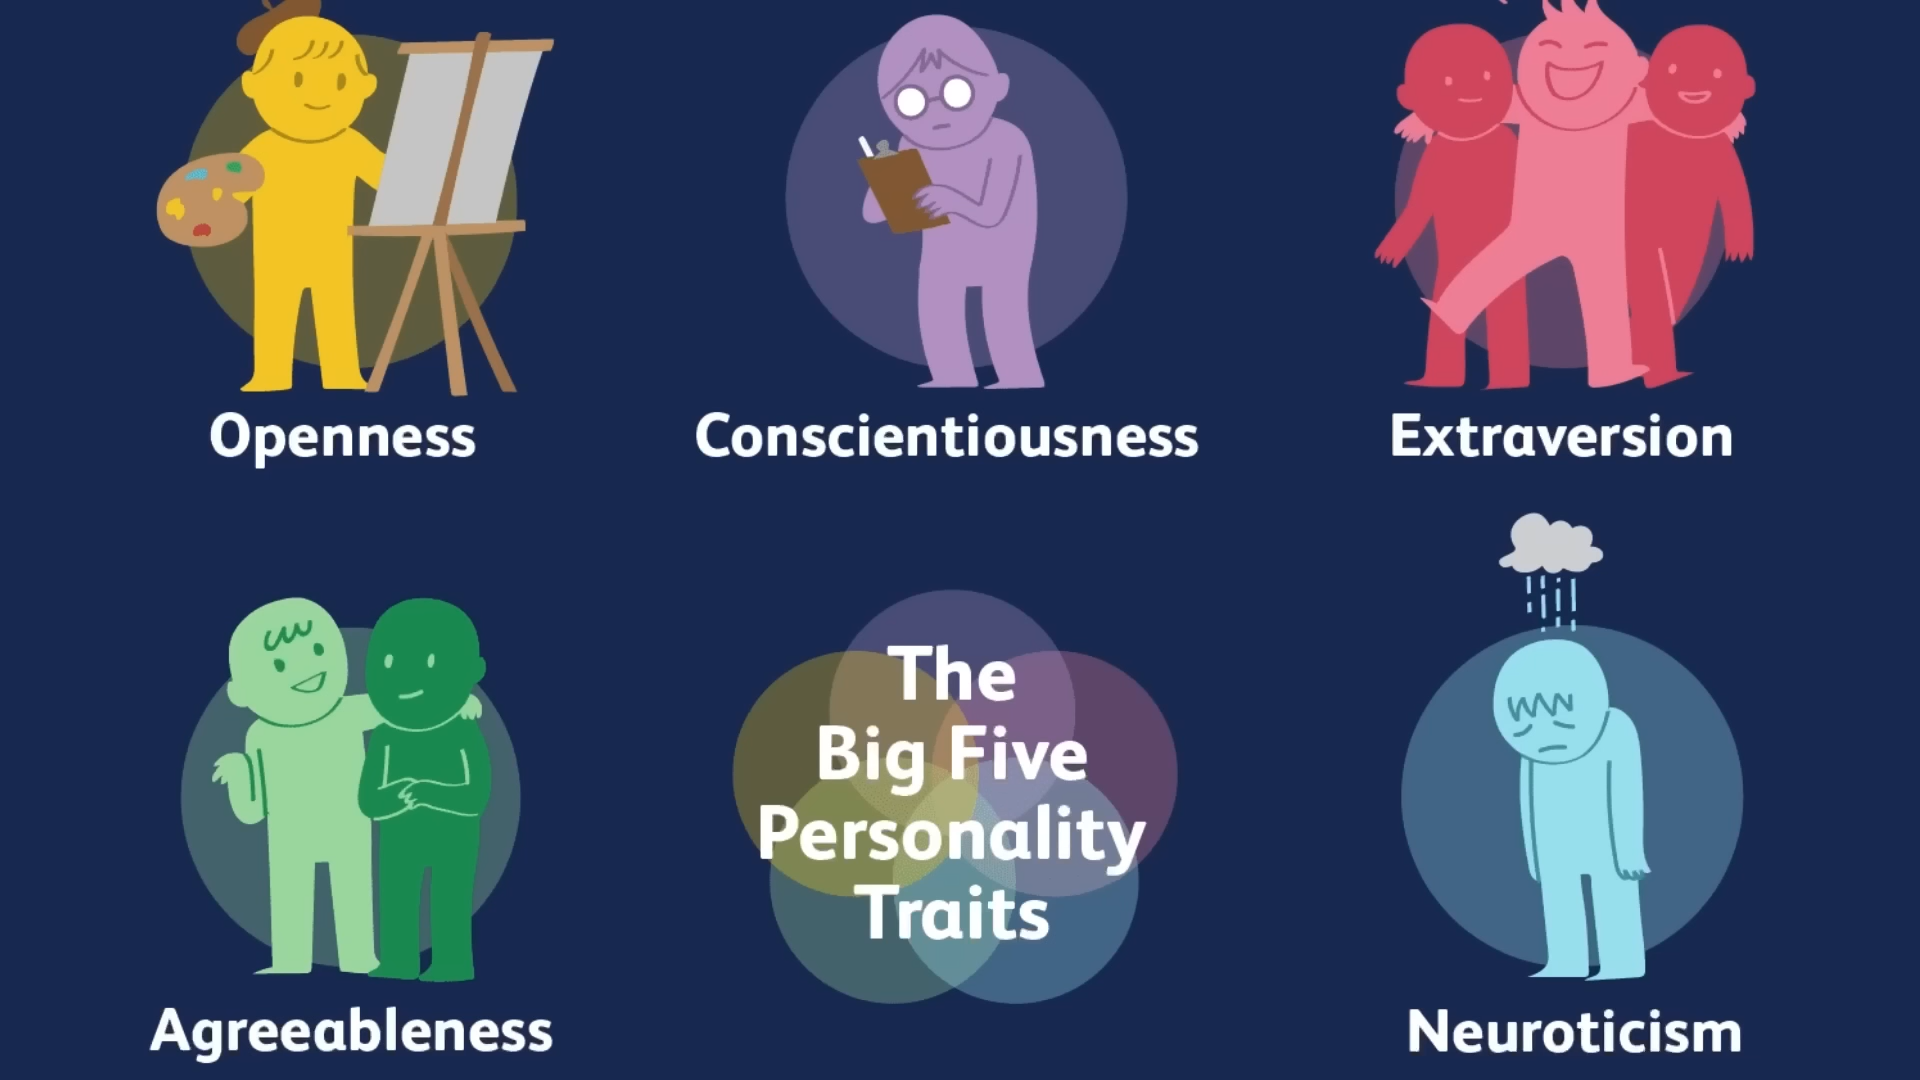 Openness
Conscientiousness
Extraversion
The
Big Five
Personality
Traits
Agreeableness
Neuroticism